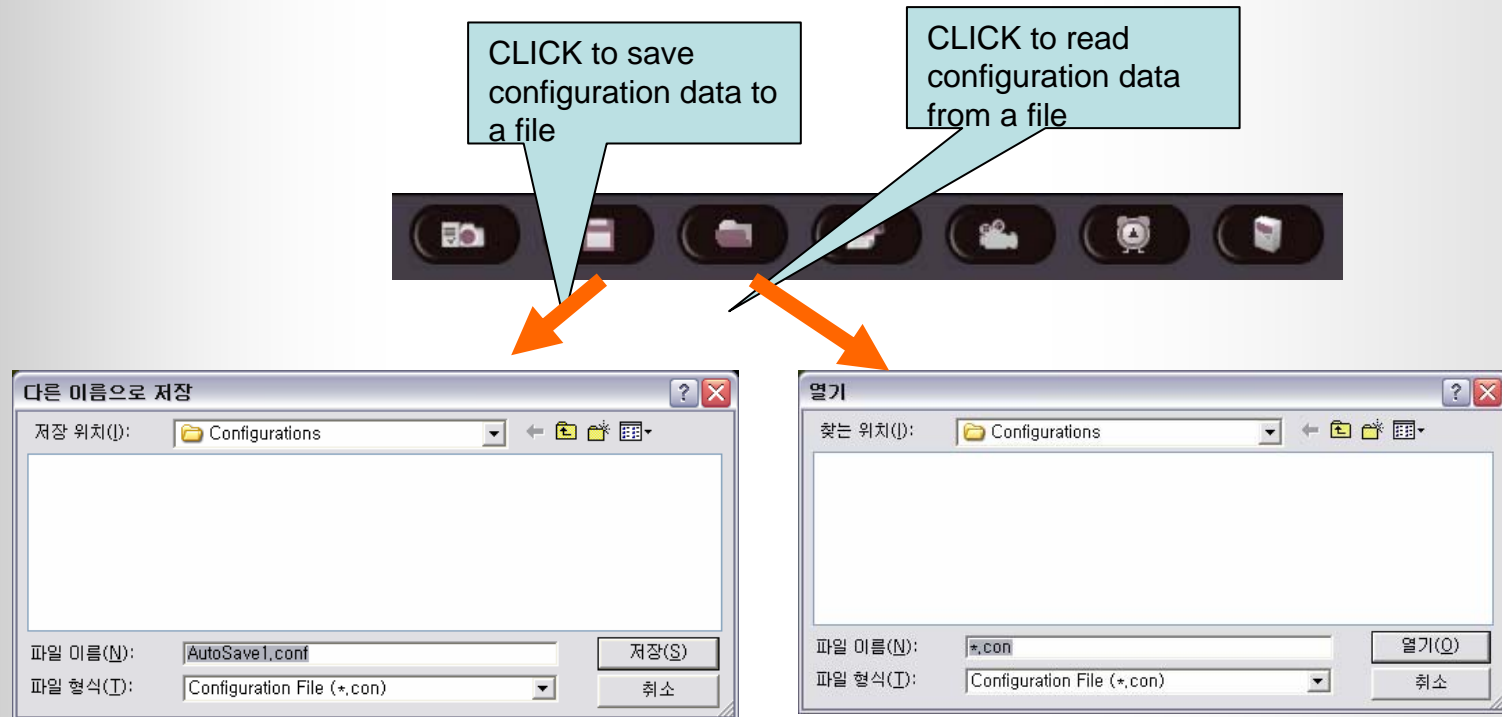 CLICK to save
configuration data to
a file
CLICK to read
configuration data
from a file
다른 이름으로 저장
저장 위치(I):
Configurations
파일 이름(N):
AutoSave1.conf
저장(S)
파일 형식(T):
Configuration File (*.con)
취소
열기
찾는 위치(I):
Configurations
파일 이름(N):
*.con
열기(O)
파일 형식(T):
Configuration File (*.con)
취소